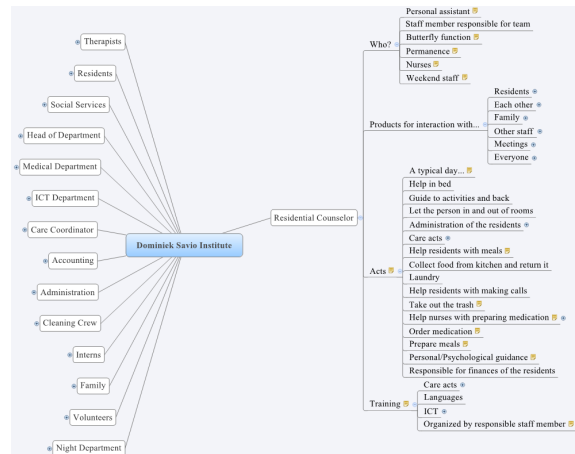 Therapists
Residents
Social Services
Head of Department
Medical Department
ICT Department
Care Coordinator
Accounting
Administration
Cleaning Crew
Interns
Family
Volunteers
Night Department
Dominiek Savio Institute
Residential Counselor
Who?
Personal assistant
Staff member responsible for team
Butterfly function
Permanence
Nurses
Weekend staff
Products for interaction with...
Residents
Each other
Family
Other staff
Meetings
Everyone
Acts
A typical day...
Help in bed
Guide to activities and back
Let the person in and out of rooms
Administration of the residents
Care acts
Help residents with meals
Collect food from kitchen and return it
Laundry
Help residents with making calls
Take out the trash
Help nurses with preparing medication
Order medication
Prepare meals
Personal/Psychological guidance
Responsible for finances of the residents
Training
Care acts
Languages
ICT
Organized by responsible staff member